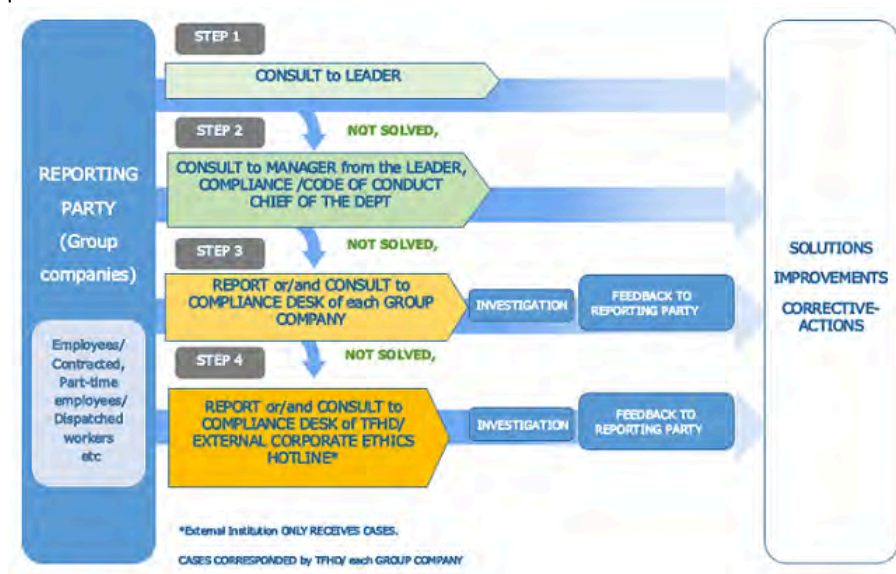 REPORTING
PARTY
(Group
companies)
Employees/
Contracted,
Part-time
employees/
Dispatched
workers
etc
STEP 1
CONSULT to LEADER
NOT SOLVED,
STEP 2
CONSULT to MANAGER from the LEADER,
COMPLIANCE /CODE OF CONDUCT
CHIEF OF THE DEPT
NOT SOLVED,
STEP 3
REPORT or/and CONSULT to
COMPLIANCE DESK of each GROUP
COMPANY
INVESTIGATION
FEEDBACK TO
REPORTING PARTY
NOT SOLVED,
STEP 4
REPORT or/and CONSULT to
COMPLIANCE DESK of TFHD/
EXTERNAL CORPORATE ETHICS
HOTLINE*
INVESTIGATION
FEEDBACK TO
REPORTING PARTY
*External Institution ONLY RECEIVES CASES.
CASES CORRESPONDED by TFHD/ each GROUP COMPANY
SOLUTIONS
IMPROVEMENTS
CORRECTIVE-
ACTIONS